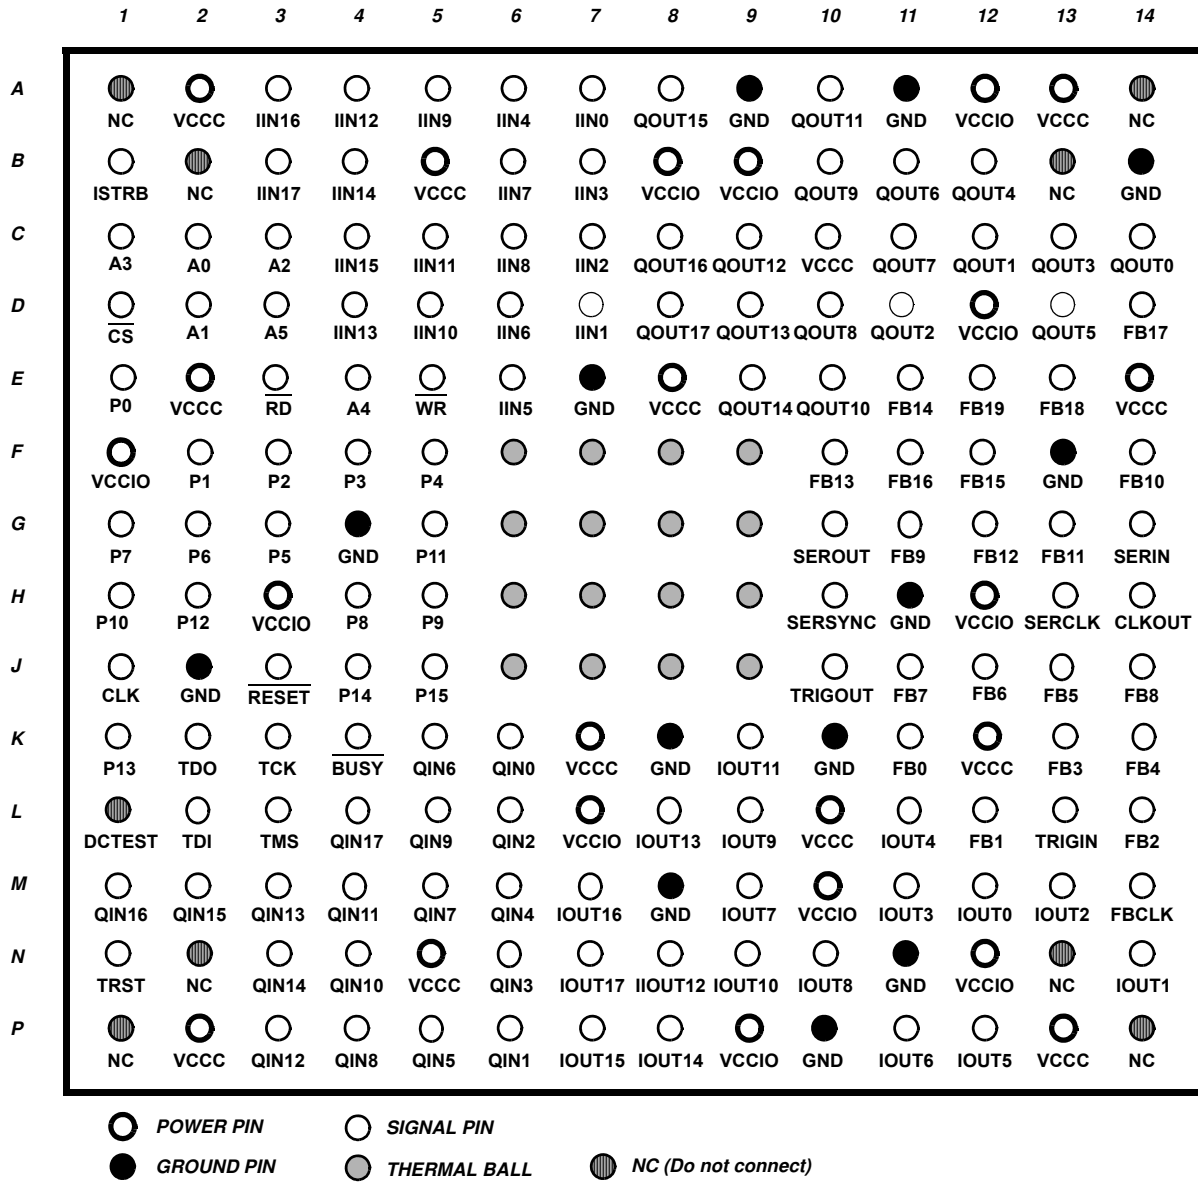 1 2 3 4 5 6 7 8 9 10 11 12 13 14
A
NC VCCC IIN16 IIN12 IIN9 IIN4 IIN0 QOUT15 GND QOUT11 GND VCCIO VCCC NC
B
ISTRB NC IIN17 IIN14 VCCC IIN7 IIN3 VCCIO VCCIO QOUT9 QOUT6 QOUT4 NC GND
C
A3 A0 A2 IIN15 IIN11 IIN8 IIN2 QOUT16 QOUT12 VCCC QOUT7 QOUT1 QOUT3 QOUT0
D
CS A1 A5 IIN13 IIN10 IIN6 IIN1 QOUT17 QOUT13 QOUT8 QOUT2 VCCIO QOUT5 FB17
E
P0 VCCC RD A4 WR IIN5 GND VCCC QOUT14 QOUT10 FB14 FB19 FB18 VCCC
F
VCCIO P1 P2 P3 P4 FB13 FB16 FB15 GND FB10
G
P7 P6 P5 GND P11 SEROUT FB9 FB12 FB11 SERIN
H
P10 P12 VCCIO P8 P9 SERSYNC GND VCCIO SERCLK CLKOUT
J
CLK GND RESET P14 P15 TRIGOUT FB7 FB6 FB5 FB8
K
P13 TDO TCK BUSY QIN6 QIN0 VCCC GND IOUT11 GND FB0 VCCC FB3 FB4
L
DCTEST TDI TMS QIN17 QIN9 QIN2 VCCIO IOUT13 IOUT9 VCCC IOUT4 FB1 TRIGIN FB2
M
QIN16 QIN15 QIN13 QIN11 QIN7 QIN4 IOUT16 GND IOUT7 VCCIO IOUT3 IOUT0 IOUT2 FBCLK
N
TRST NC QIN14 QIN10 VCCC QIN3 IOUT17 IIOUT12 IOUT10 IOUT8 GND VCCIO NC IOUT1
P
NC VCCC QIN12 QIN8 QIN5 QIN1 IOUT15 IOUT14 VCCIO GND IOUT6 IOUT5 VCCC NC
POWER PIN SIGNAL PIN
GROUND PIN THERMAL BALL NC (Do not connect)